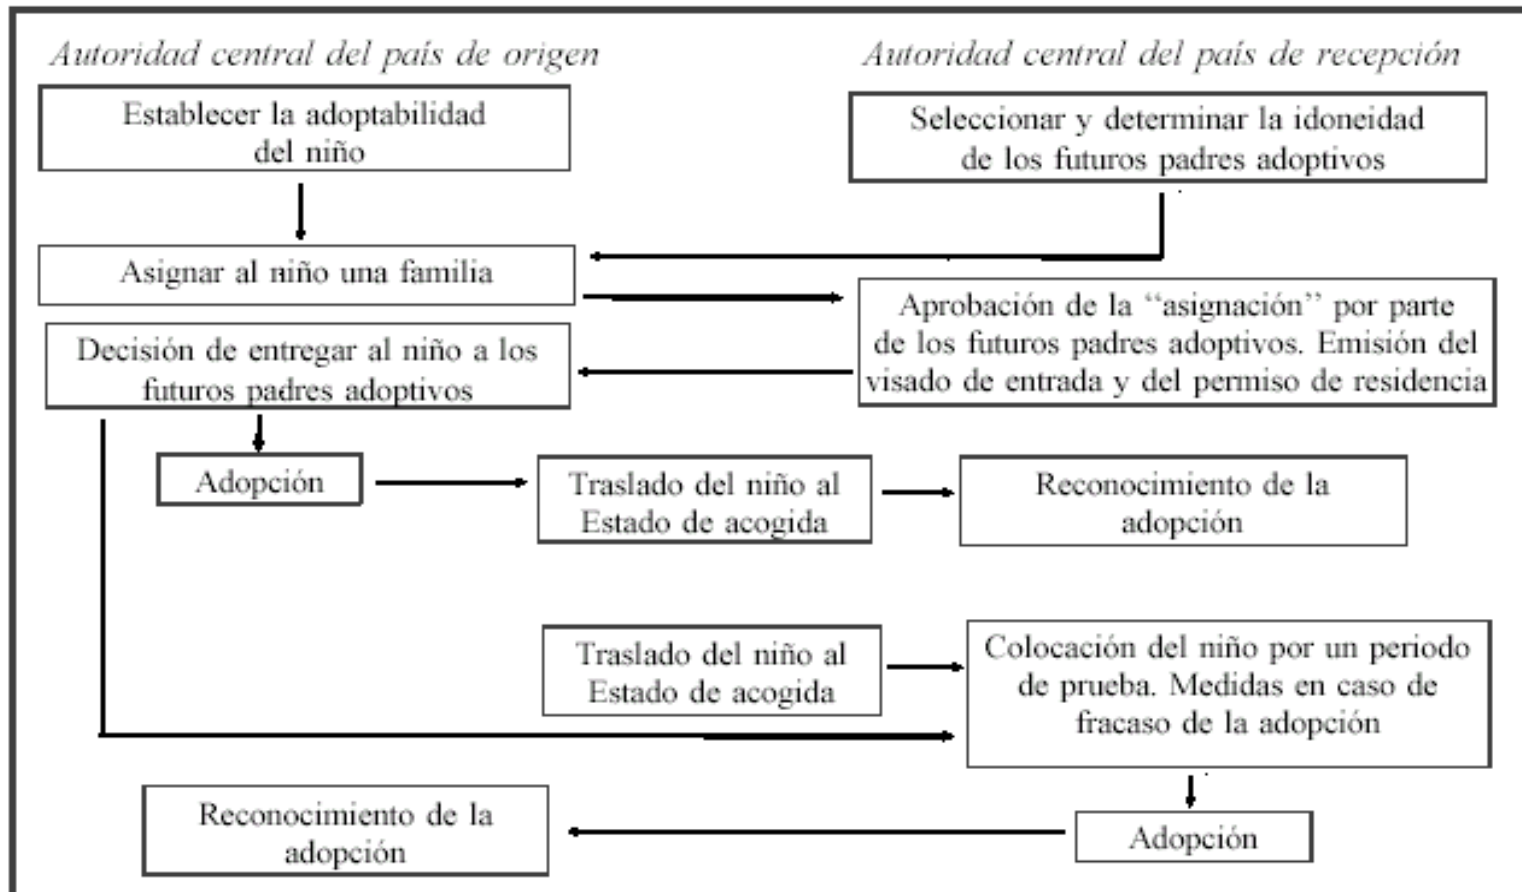 Autoridad central del país de origen
Autoridad central del país de recepción
Establecer la adoptabilidad
del niño
Seleccionar y determinar la idoneidad
de los futuros padres adoptivos
Asignar al niño una familia
Aprobación de la “asignación” por parte
de los futuros padres adoptivos. Emisión del
visado de entrada y del permiso de residencia
Decisión de entregar al niño a los
futuros padres adoptivos
Adopción
Traslado del niño al
Estado de acogida
Reconocimiento de la
adopción
Traslado del niño al
Estado de acogida
Colocación del niño por un periodo
de prueba. Medidas en caso de
fracaso de la adopción
Reconocimiento de la
adopción
Adopción